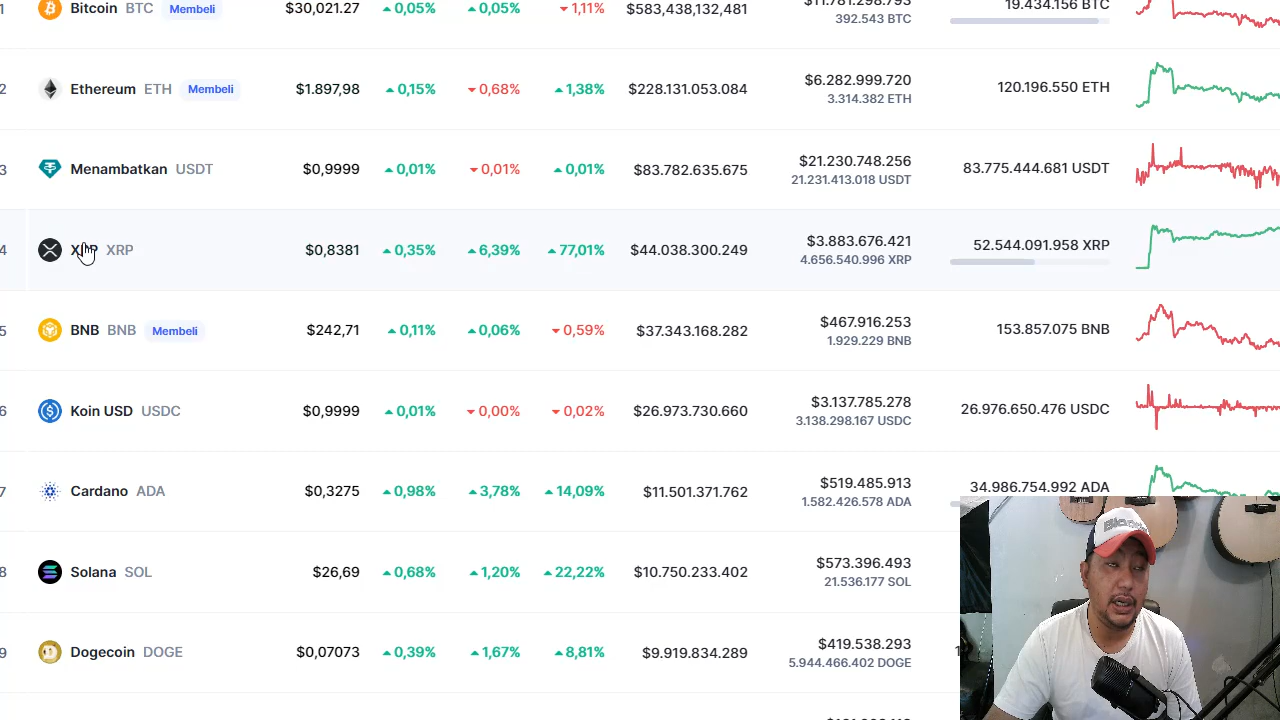 1 Bitcoin BTC Membeli $30,021.27 0,05% 0,05% 1,11% $583,438,132,481 $11.781.298.793 19.434.156 BTC
392.543 BTC
2 Ethereum ETH Membeli $1.897,98 0,15% 0,68% 1,38% $228.131.053.084 $6.282.999.720 120.196.550 ETH
3.314.382 ETH
3 Menambatkan USDT $0,9999 0,01% 0,01% 0,01% $83.782.635.675 $21.230.748.256 83.775.444.681 USDT
21.231.413.018 USDT
4 XRP XRP $0,8381 0,35% 6,39% 77,01% $44.038.300.249 $3.883.676.421 52.544.091.958 XRP
4.656.540.996 XRP
5 BNB BNB Membeli $242,71 0,11% 0,06% 0,59% $37.343.168.282 $467.916.253 153.857.075 BNB
1.929.229 BNB
6 Koin USD USDC $0,9999 0,01% 0,00% 0,02% $26.973.730.660 $3.137.785.278 26.976.650.476 USDC
3.138.298.167 USDC
7 Cardano ADA $0,3275 0,98% 3,78% 14,09% $11.501.371.762 $519.485.913 34.986.754.992 ADA
1.582.426.578 ADA
8 Solana SOL $26,69 0,68% 1,20% 22,22% $10.750.233.402 $573.396.493
21.536.177 SOL
9 Dogecoin DOGE $0,07073 0,39% 1,67% 8,81% $9.919.834.289 $419.538.293
5.944.466.402 DOGE